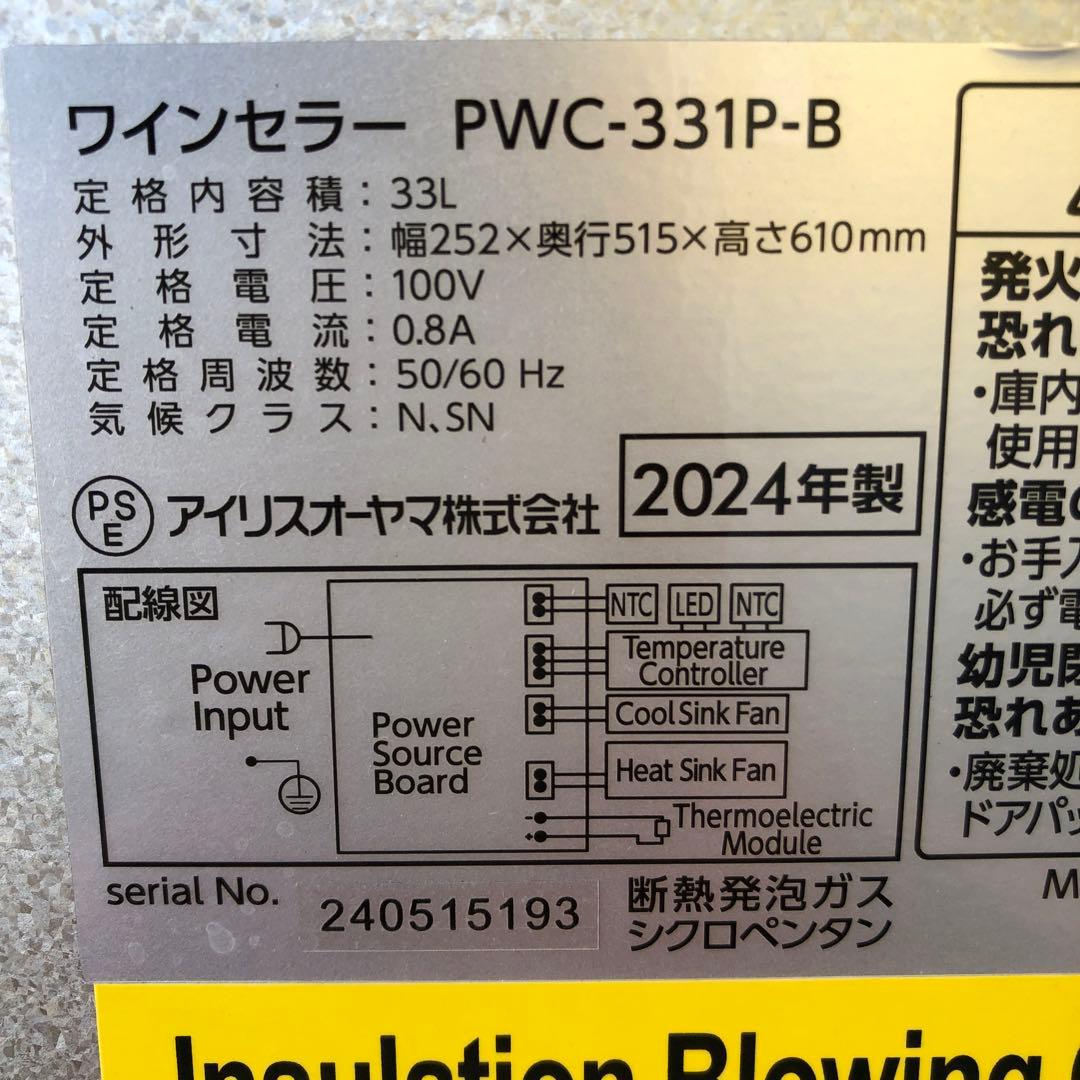 ワインセラー PWC-331P-B
定格内容積：33L
外形寸法：幅252×奥行515×高さ610mm
定格電圧：100V
定格電流：0.8A
定格周波数：50/60 Hz
気候クラス：N、SN
PSE アイリスオーヤマ株式会社
2024年製
配線図
Power
Input
Power
Source
Board
NTC LED NTC
Temperature
Controller
Cool Sink Fan
Heat Sink Fan
Thermoelectric
Module
serial No. 240515193
断熱発泡ガス
シクロペンタン
発火
恐れ
・庫内
使用
感電
・お手入
必ず電
幼児閉
恐れあ
・廃棄処
ドアパッ
M
Insulation Blowing